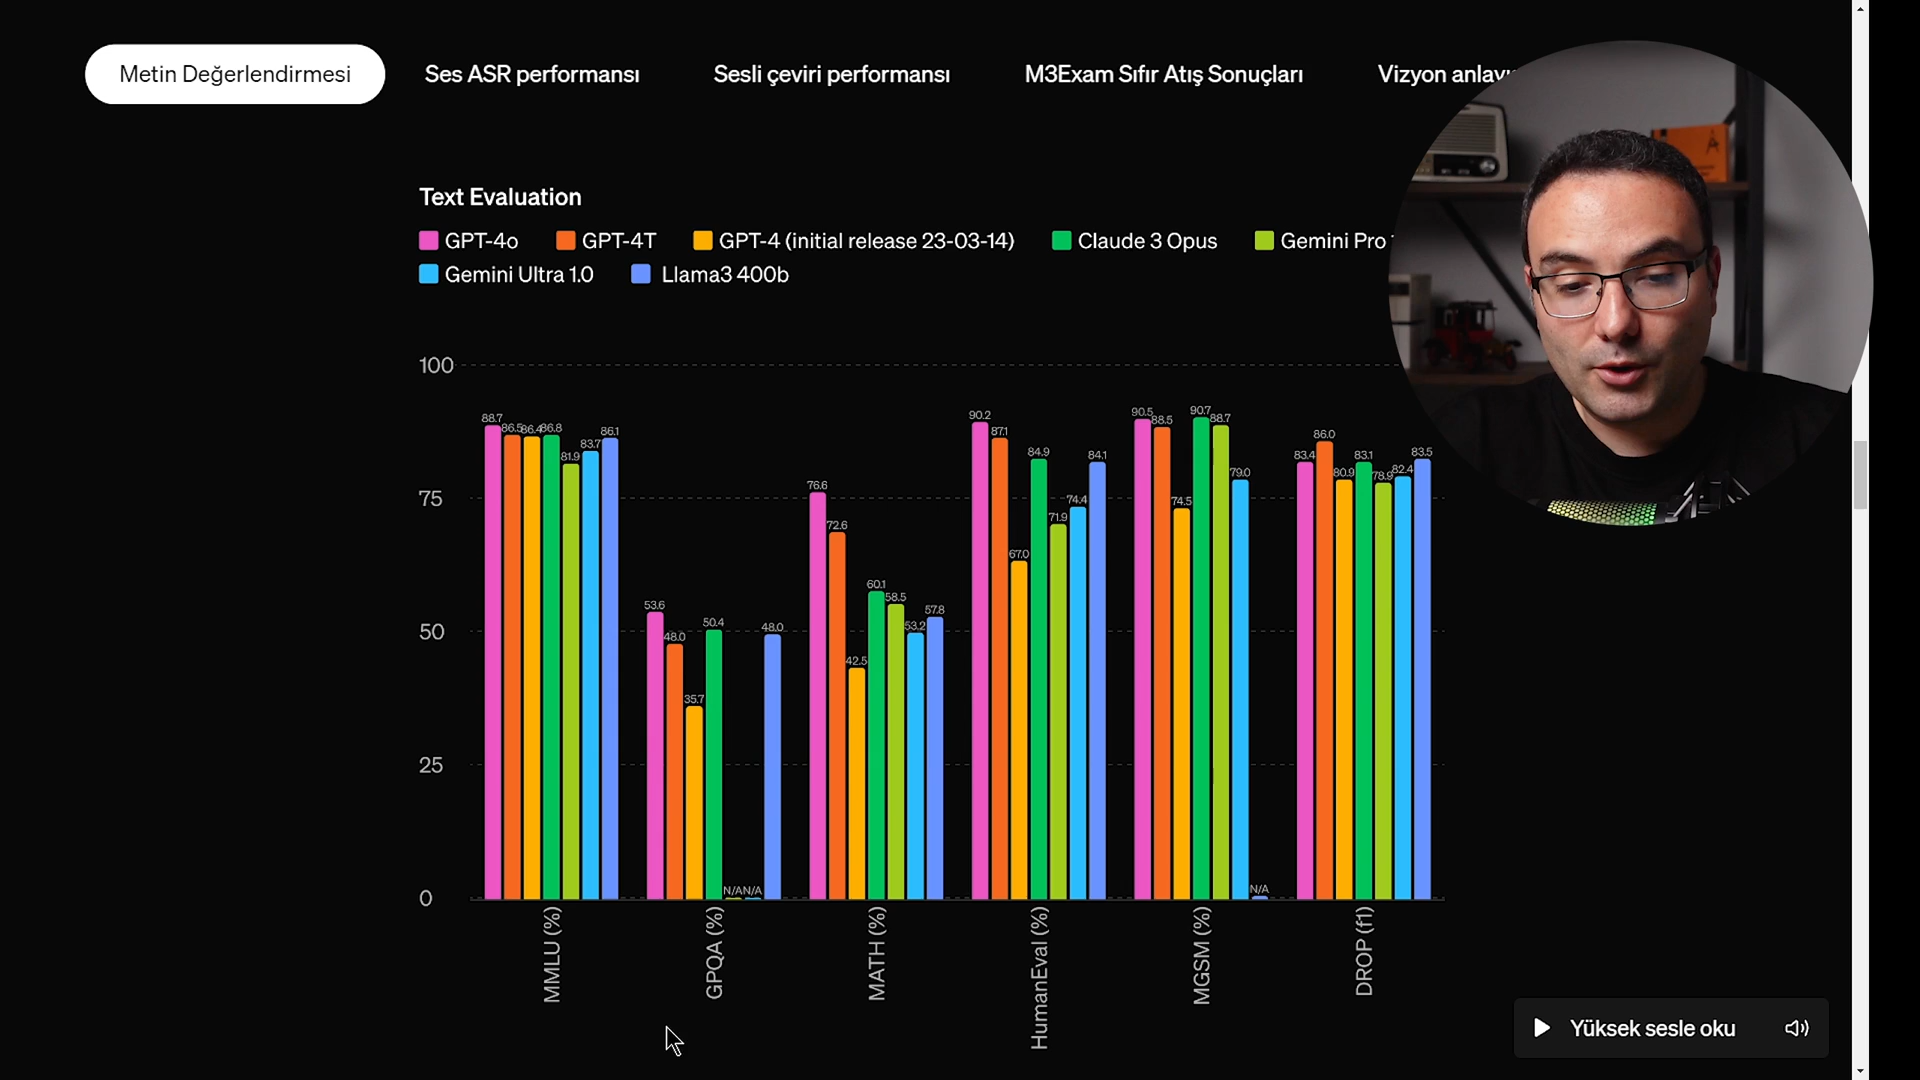 Metin Değerlendirmesi
Ses ASR performansı
Sesli çeviri performansı
M3Exam Sıfır Atış Sonuçları
Vizyon
Text Evaluation
GPT-4o
GPT-4T
GPT-4 (initial release 23-03-14)
Claude 3 Opus
Gemini Pro
Gemini Ultra 1.0
Llama3 400b
100
75
50
25
0
88.7 86.5 86.4 86.8 81.9 83.7 86.1
53.6 48.0 35.7 50.4 N/A N/A 48.0
76.6 72.6 42.5 60.1 58.5 53.2 57.8
90.2 87.1 67.0 84.9 71.9 74.4 84.1
90.5 88.5 74.5 90.7 88.7 79.0 N/A
83.4 86.0 80.9 83.1 78.9 82.4 83.5
MMLU (%)
GPQA (%)
MATH (%)
HumanEval (%)
MGSM (%)
DROP (f1)
Yüksek sesle oku